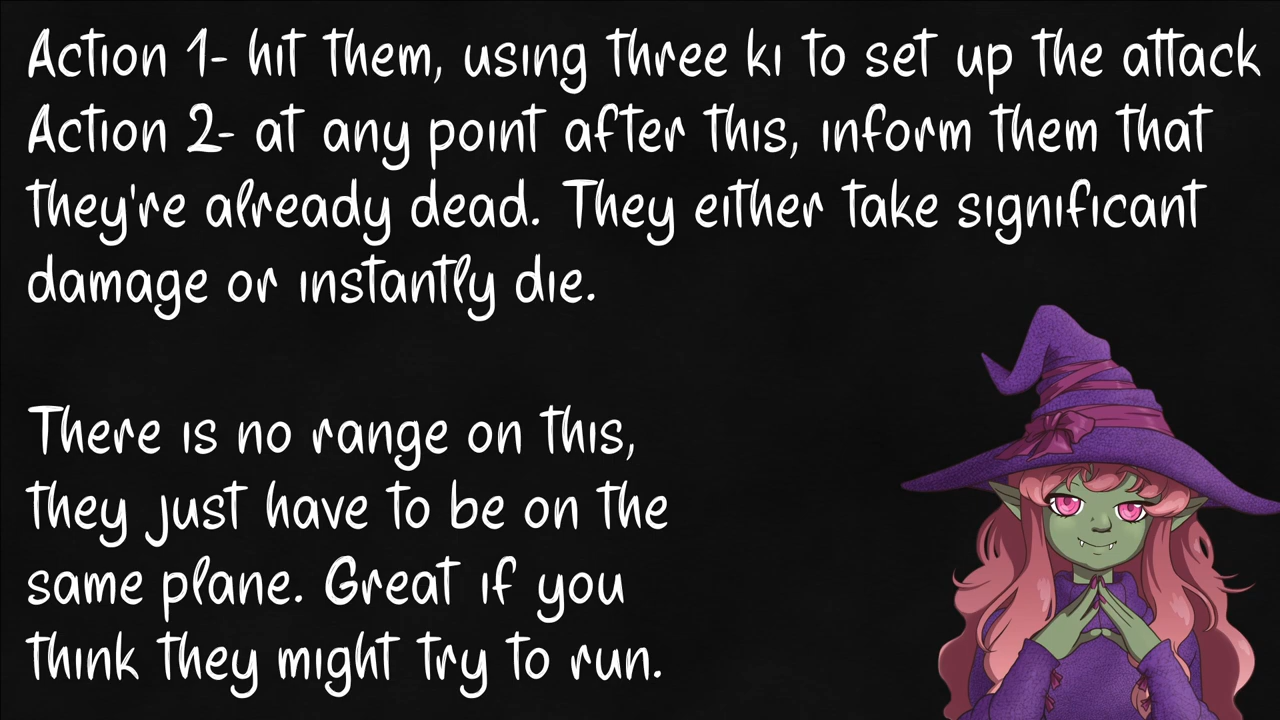 Action 1- hit them, using three ki to set up the attack
Action 2- at any point after this, inform them that
they're already dead. They either take significant
damage or instantly die.
There is no range on this,
they just have to be on the
same plane. Great if you
think they might try to run.